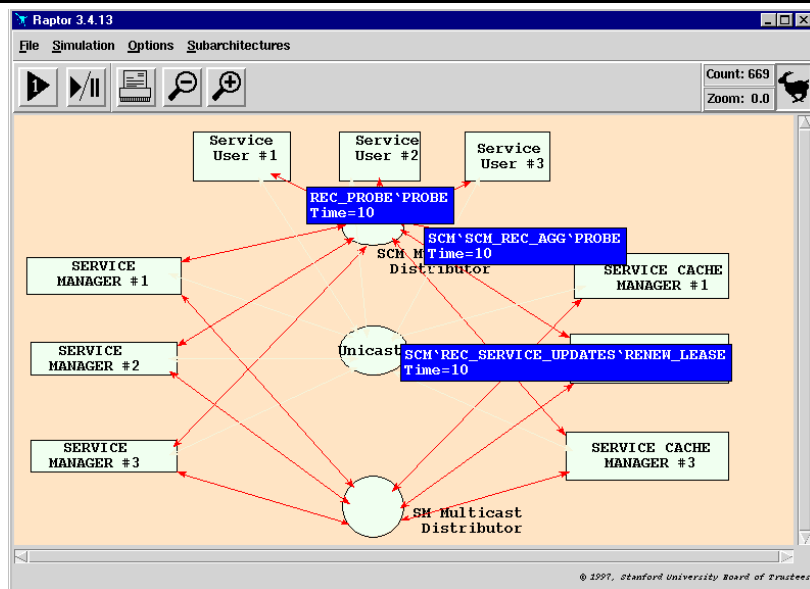 Raptor 3.4.13
File Simulation Options Subarchitectures
1
Count: 669
Zoom: 0.0
Service
User #1
Service
User #2
Service
User #3
REC_PROBE`PROBE
Time=10
SCM`SCM_REC_AGG`PROBE
Time=10
SCM M
Distributor
SERVICE
MANAGER #1
SERVICE CACHE
MANAGER #1
Unicast
SCM`REC_SERVICE_UPDATES`RENEW_LEASE
Time=10
SERVICE
MANAGER #2
SERVICE
MANAGER #3
SERVICE CACHE
MANAGER #3
SM Multicast
Distributor
© 1997, Stanford University Board of Trustees